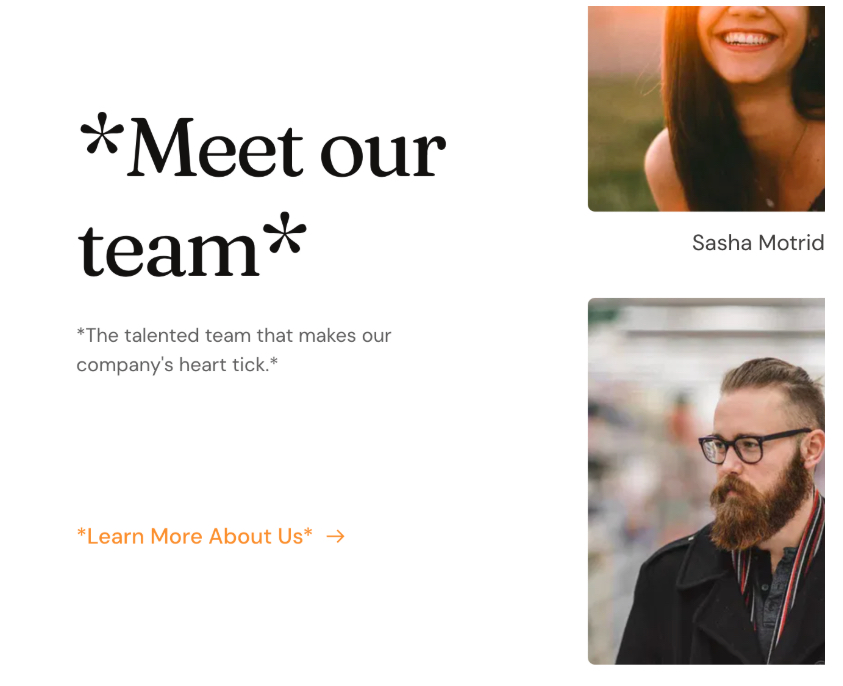 *Meet our
team*
*The talented team that makes our
company's heart tick.*
*Learn More About Us* →
Sasha Motrid